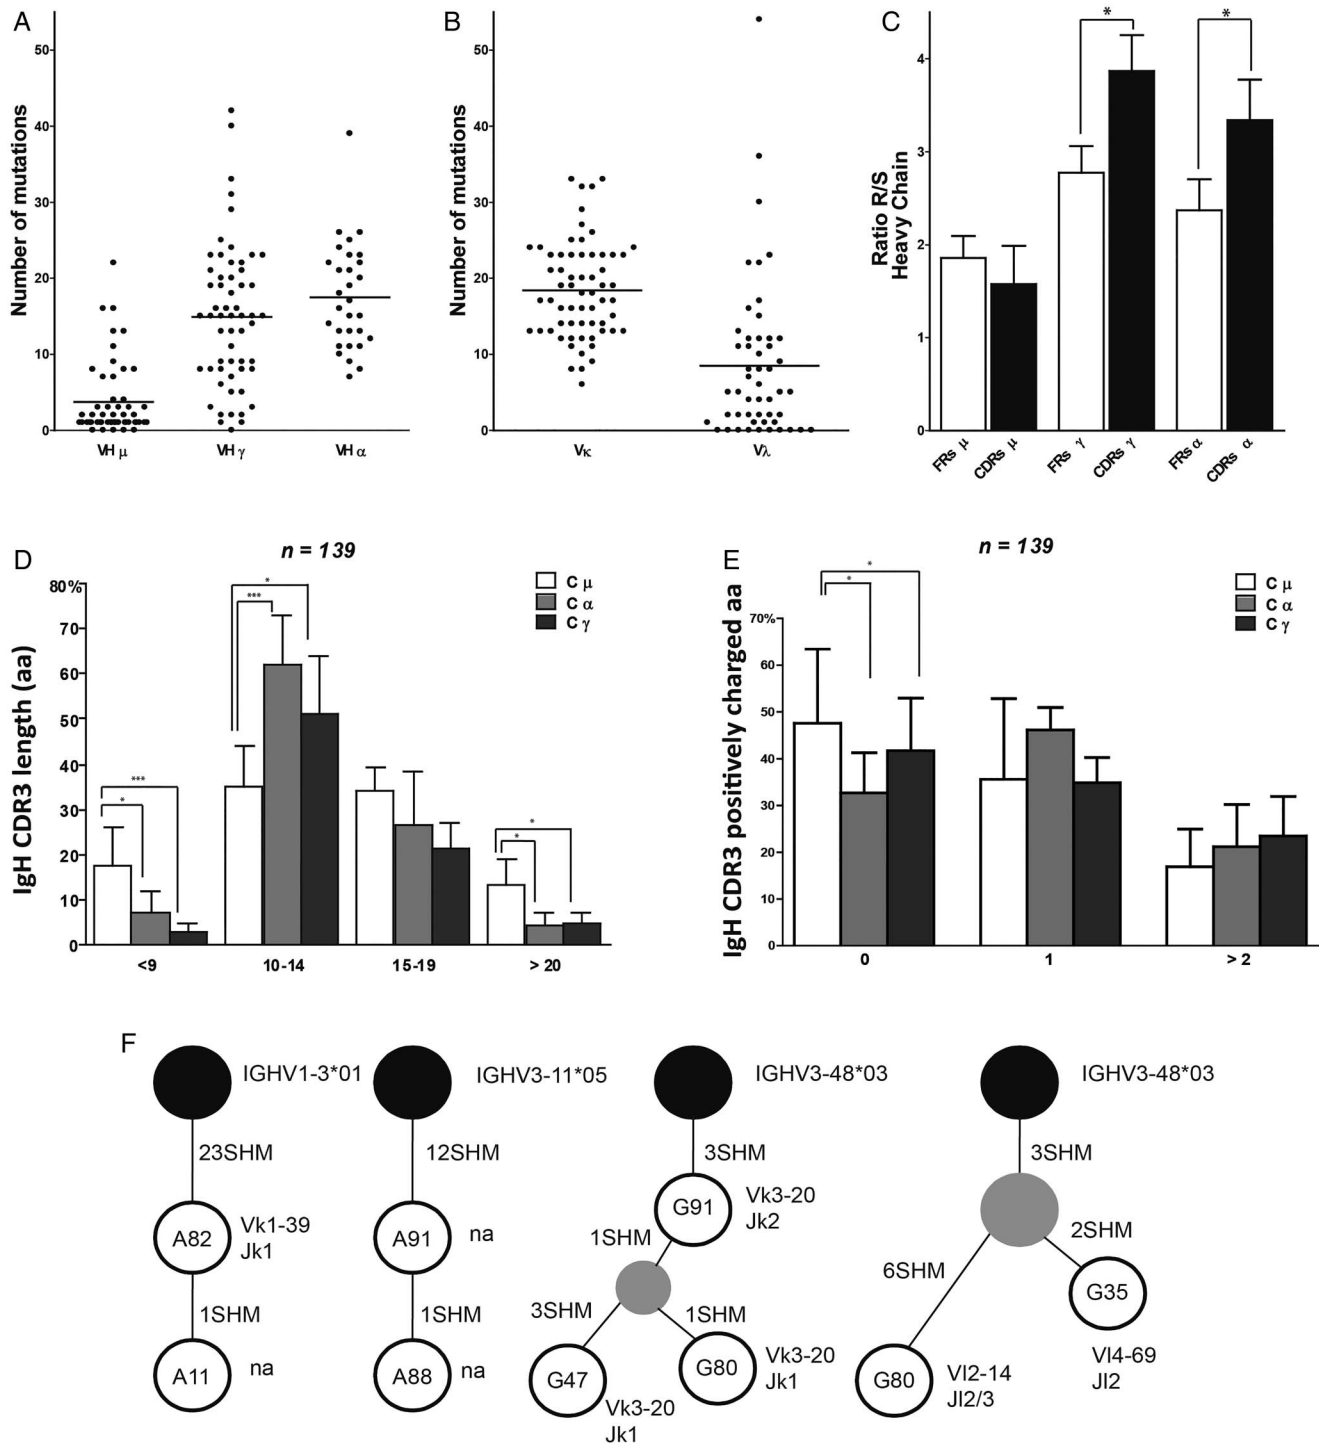 A
Number of mutations
50
40
30
20
10
0
VH μ
VH γ
VH α
B
Number of mutations
50
40
30
20
10
0
Vκ
Vλ
C
Ratio R/S
Heavy Chain
4
3
2
1
0
*
*
FRs μ
CDRs μ
FRs γ
CDRs γ
FRs α
CDRs α
D
n = 139
IgH CDR3 length (aa)
80%
70
60
50
40
30
20
10
0
C μ
C α
C γ
***
*
*
***
*
*
<9
10-14
15-19
> 20
E
n = 139
IgH CDR3 positively charged aa
70%
60
50
40
30
20
10
0
C μ
C α
C γ
*
*
0
1
> 2
F
IGHV1-3*01
23SHM
A82
Vk1-39
Jk1
1SHM
A11
na
IGHV3-11*05
12SHM
A91
na
1SHM
A88
na
IGHV3-48*03
3SHM
G91
Vk3-20
Jk2
1SHM
3SHM
1SHM
G47
Vk3-20
Jk1
G80
Vk3-20
Jk1
IGHV3-48*03
3SHM
6SHM
2SHM
G80
Vl2-14
Jl2/3
G35
Vl4-69
Jl2